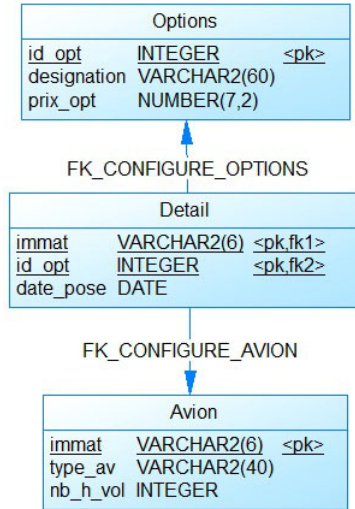 Options
id_opt INTEGER <pk>
designation VARCHAR2(60)
prix_opt NUMBER(7,2)
FK_CONFIGURE_OPTIONS
Detail
immat VARCHAR2(6) <pk,fk1>
id_opt INTEGER <pk,fk2>
date_pose DATE
FK_CONFIGURE_AVION
Avion
immat VARCHAR2(6) <pk>
type_av VARCHAR2(40)
nb_h_vol INTEGER